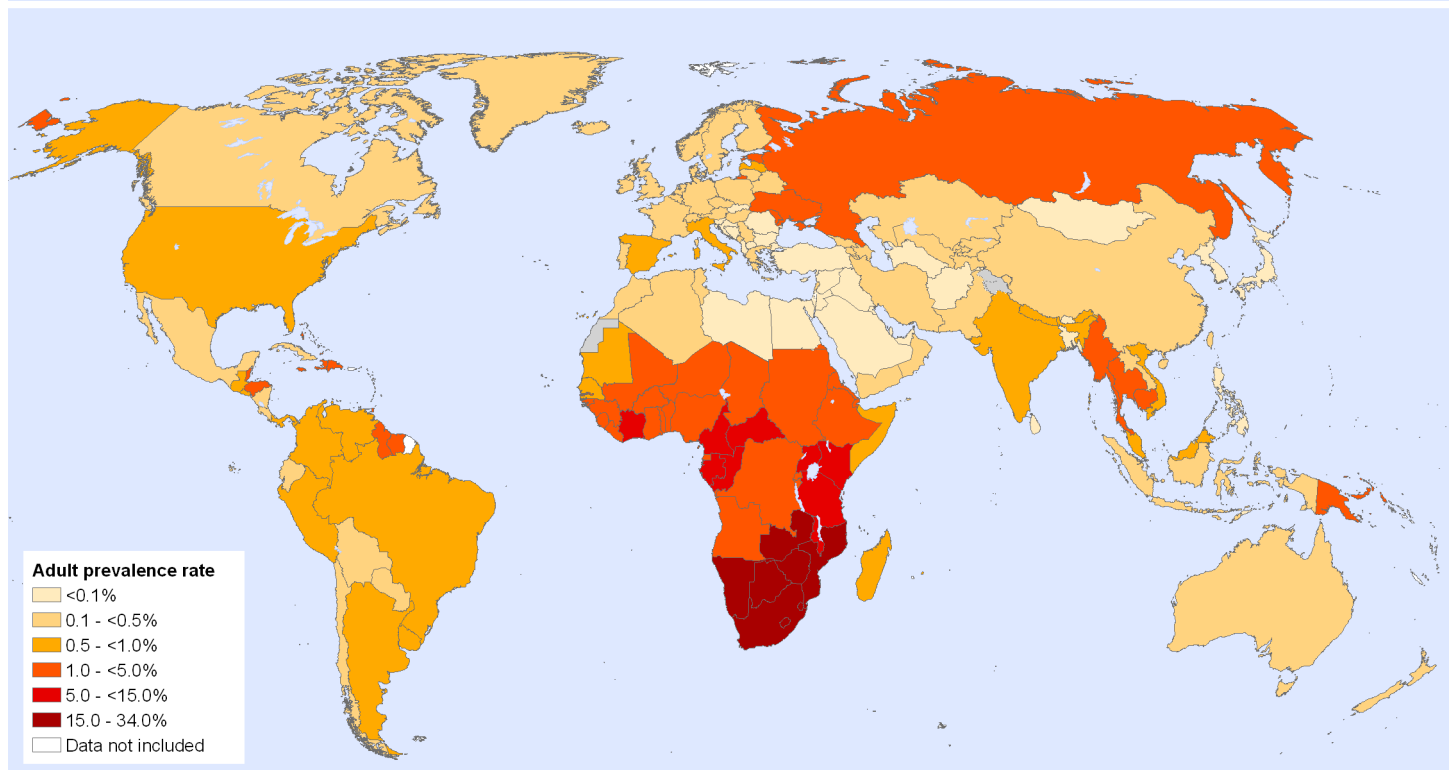 Adult prevalence rate
<0.1%
0.1 - <0.5%
0.5 - <1.0%
1.0 - <5.0%
5.0 - <15.0%
15.0 - 34.0%
Data not included